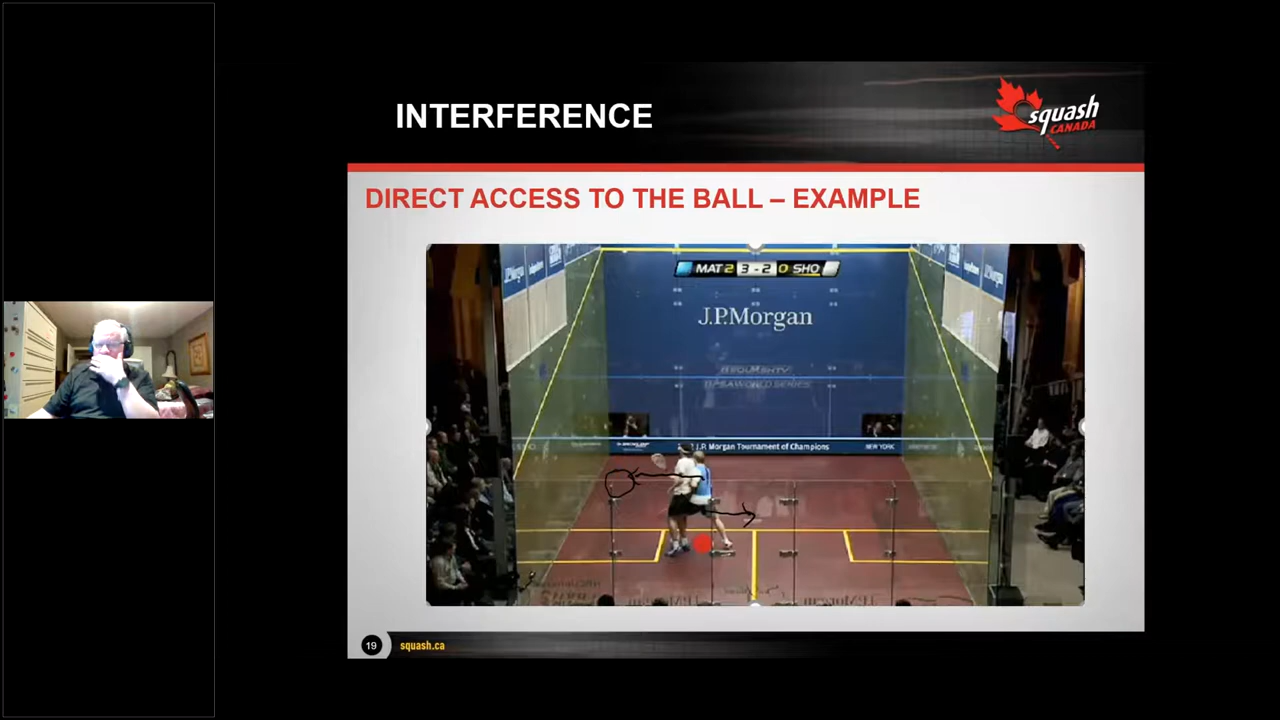 INTERFERENCE
squash
CANADA
DIRECT ACCESS TO THE BALL – EXAMPLE
MAT 2 3 - 2 0 SHO
J.P.Morgan
J.P. Morgan Tournament of Champions
NEW YORK
19
squash.ca